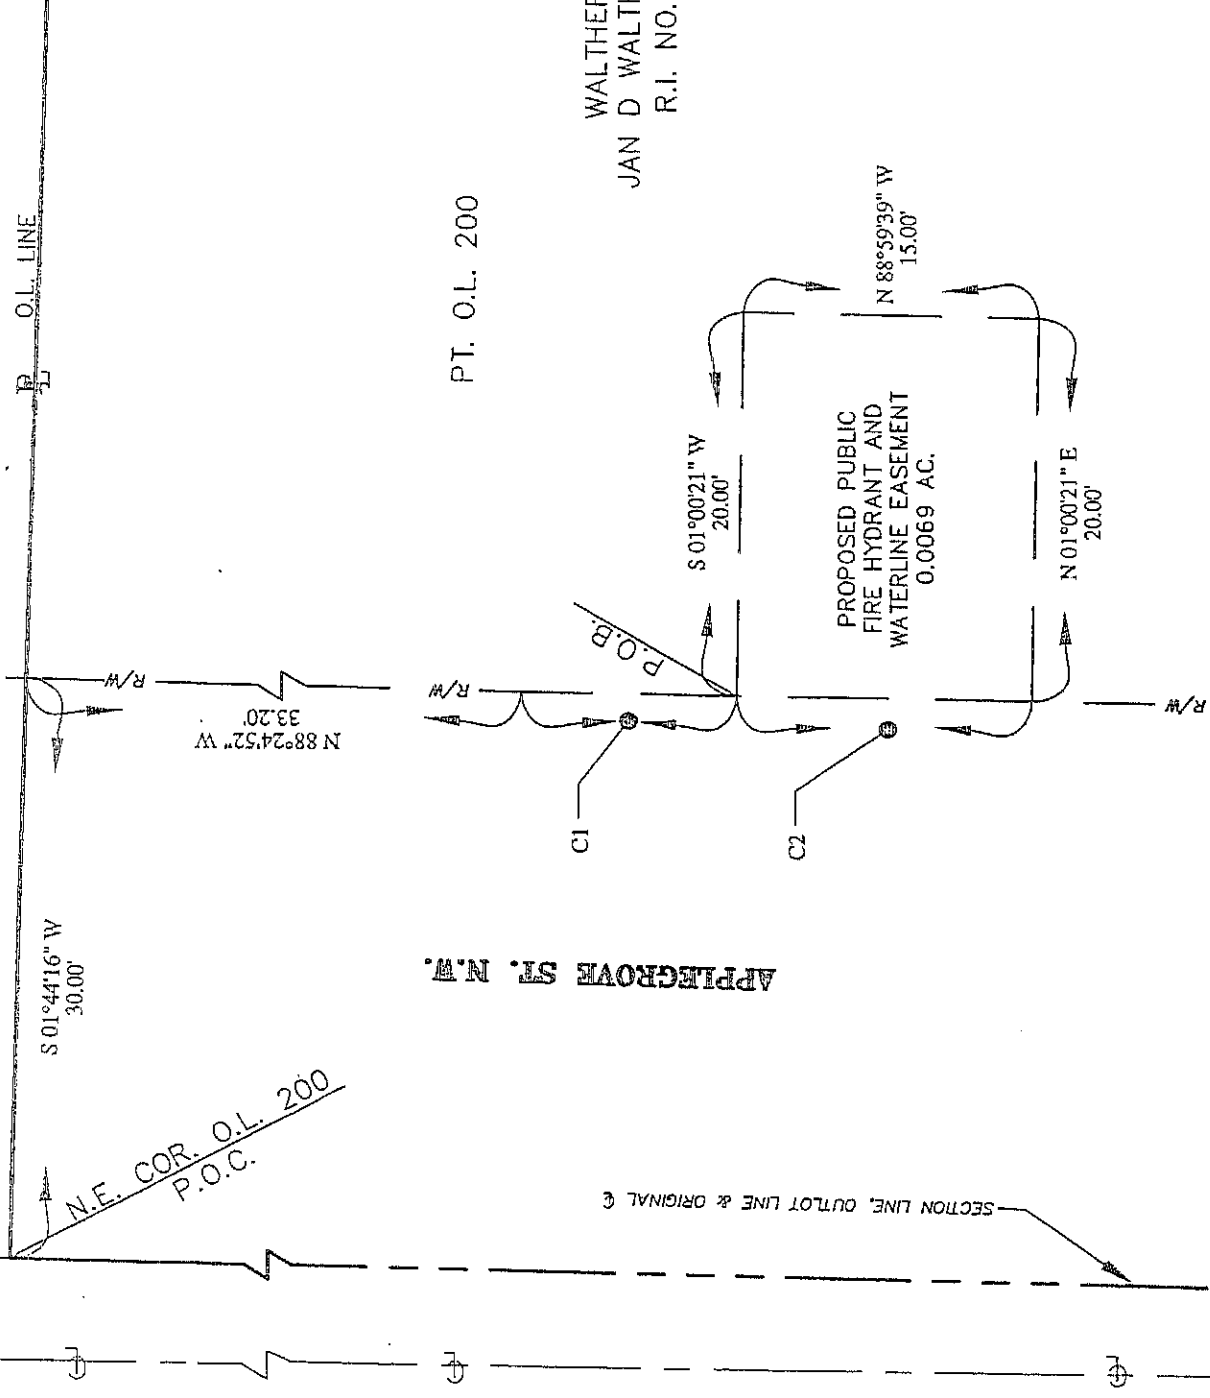 O.L. LINE
PL
WALTHER
JAN D WALTH
R.I. NO.
PT. O.L. 200
S 01°44'16" W
30.00'
R/W
N 88°24'52" W
33.20'
R/W
P.O.B.
S 01°00'21" W
20.00'
N 88°59'39" W
15.00'
PROPOSED PUBLIC
FIRE HYDRANT AND
WATERLINE EASEMENT
0.0069 AC.
N 01°00'21" E
20.00'
C1
C2
R/W
APPLEGROVE ST. N.W.
N.E. COR. O.L. 200
P.O.C.
SECTION LINE, OUTLOT LINE & ORIGINAL ℄
℄
℄
℄